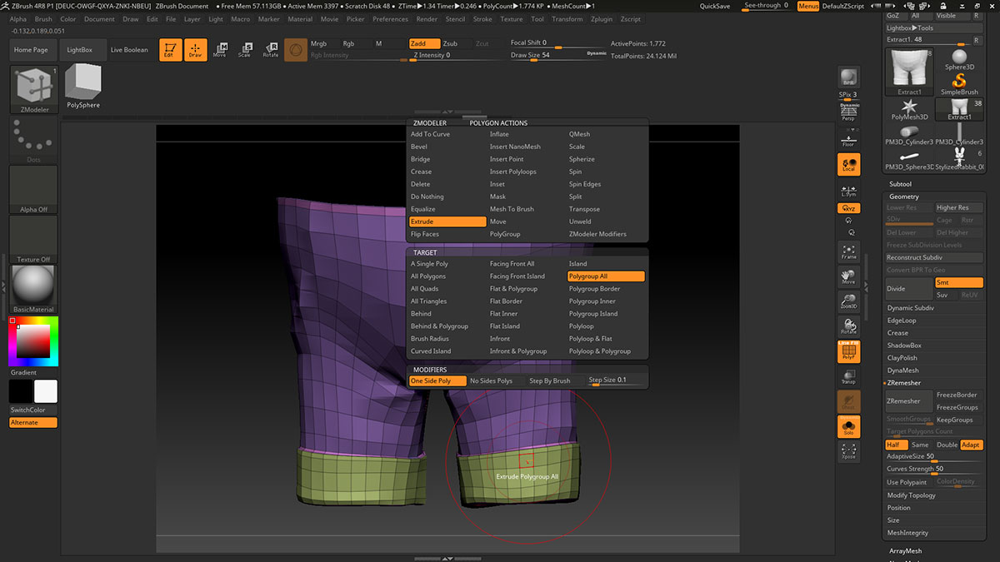 ZBrush 4R8 P1 [DEUC-OWGF-QXYA-ZNKI-NBEU] ZBrush Document • Free Mem 57.113GB • Active Mem 3397 • Scratch Disk 48 • ZTime▶1.34 Timer▶0.246 • PolyCount▶1.774 KP • MeshCount▶1 QuickSave See-through 0 Menus DefaultZScript
Alpha Brush Color Document Draw Edit File Layer Light Macro Marker Material Movie Picker Preferences Render Stencil Stroke Texture Tool Transform Zplugin Zscript
-0.132,0.189,0.051
Home Page LightBox Live Boolean Edit Draw Move Scale Rotate
Mrgb Rgb M
Rgb Intensity
Zadd Zsub Zcut
Z Intensity 0
Focal Shift 0
Draw Size 54 Dynamic
ActivePoints: 1,772
TotalPoints: 24.124 Mil
1
ZModeler
PolySphere
Dots
Alpha Off
Texture Off
BasicMaterial
Gradient
SwitchColor
Alternate
ZMODELER POLYGON ACTIONS
Add To Curve Inflate QMesh
Bevel Insert NanoMesh Scale
Bridge Insert Point Spherize
Crease Insert Polyloops Spin
Delete Inset Spin Edges
Do Nothing Mask Split
Equalize Mesh To Brush Transpose
Extrude Move Unweld
Flip Faces PolyGroup ZModeler Modifiers
TARGET
A Single Poly Facing Front All Island
All Polygons Facing Front Island Polygroup All
All Quads Flat & Polygroup Polygroup Border
All Triangles Flat Border Polygroup Inner
Behind Flat Inner Polygroup Island
Behind & Polygroup Flat Island Polyloop
Brush Radius Infront Polyloop & Flat
Curved Island Infront & Polygroup Polyloop & Polygroup
MODIFIERS
One Side Poly No Sides Polys Step By Brush Step Size 0.1
Extrude Polygroup All
BPR
SPix 3
Dynamic
Persp
Floor
Local
L.Sym
XYZ
Frame
Move
Zoom3D
Rotate
Line Fill
PolyF
Transp
Solo
Xpose
GoZ All Visible R
Lightbox▶Tools
Extract1. 48 R
8
Extract1
Sphere3D
SimpleBrush
PolyMesh3D
38
Extract1
PM3D_Cylinder3 PM3D_Cylinder3
6
PM3D_Sphere3D StylizedRabbit_00
Subtool
Geometry
Lower Res Higher Res
SDiv Cage Rstr
Del Lower Del Higher
Freeze SubDivision Levels
Reconstruct Subdiv
Convert BPR To Geo
Divide Smt
Suv ReUV
Dynamic Subdiv
EdgeLoop
Crease
ShadowBox
ClayPolish
DynaMesh
ZRemesher
ZRemesher FreezeBorder
FreezeGroups
SmoothGroups KeepGroups
Target Polygons Count
Half Same Double Adapt
AdaptiveSize 50
Curves Strength 50
Use Polypaint ColorDensity
Modify Topology
Position
Size
MeshIntegrity
ArrayMesh